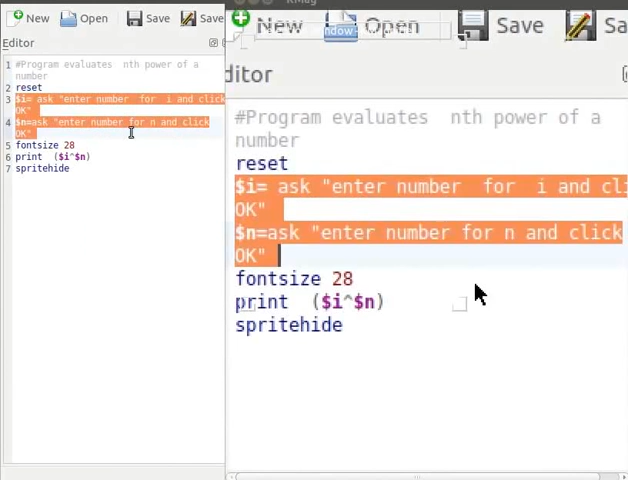 New Open Save Save
Editor
1 #Program evaluates  nth power of a
number
2 reset
3 $i= ask "enter number  for  i and click
OK"
4 $n=ask "enter number for n and click
OK"
5 fontsize 28
6 print  ($i^$n)
7 spritehide
KMag
New Open Save Sa
ditor
#Program evaluates  nth power of a
number
reset
$i= ask "enter number  for  i and cli
OK"
$n=ask "enter number for n and click
OK"
fontsize 28
print  ($i^$n)
spritehide